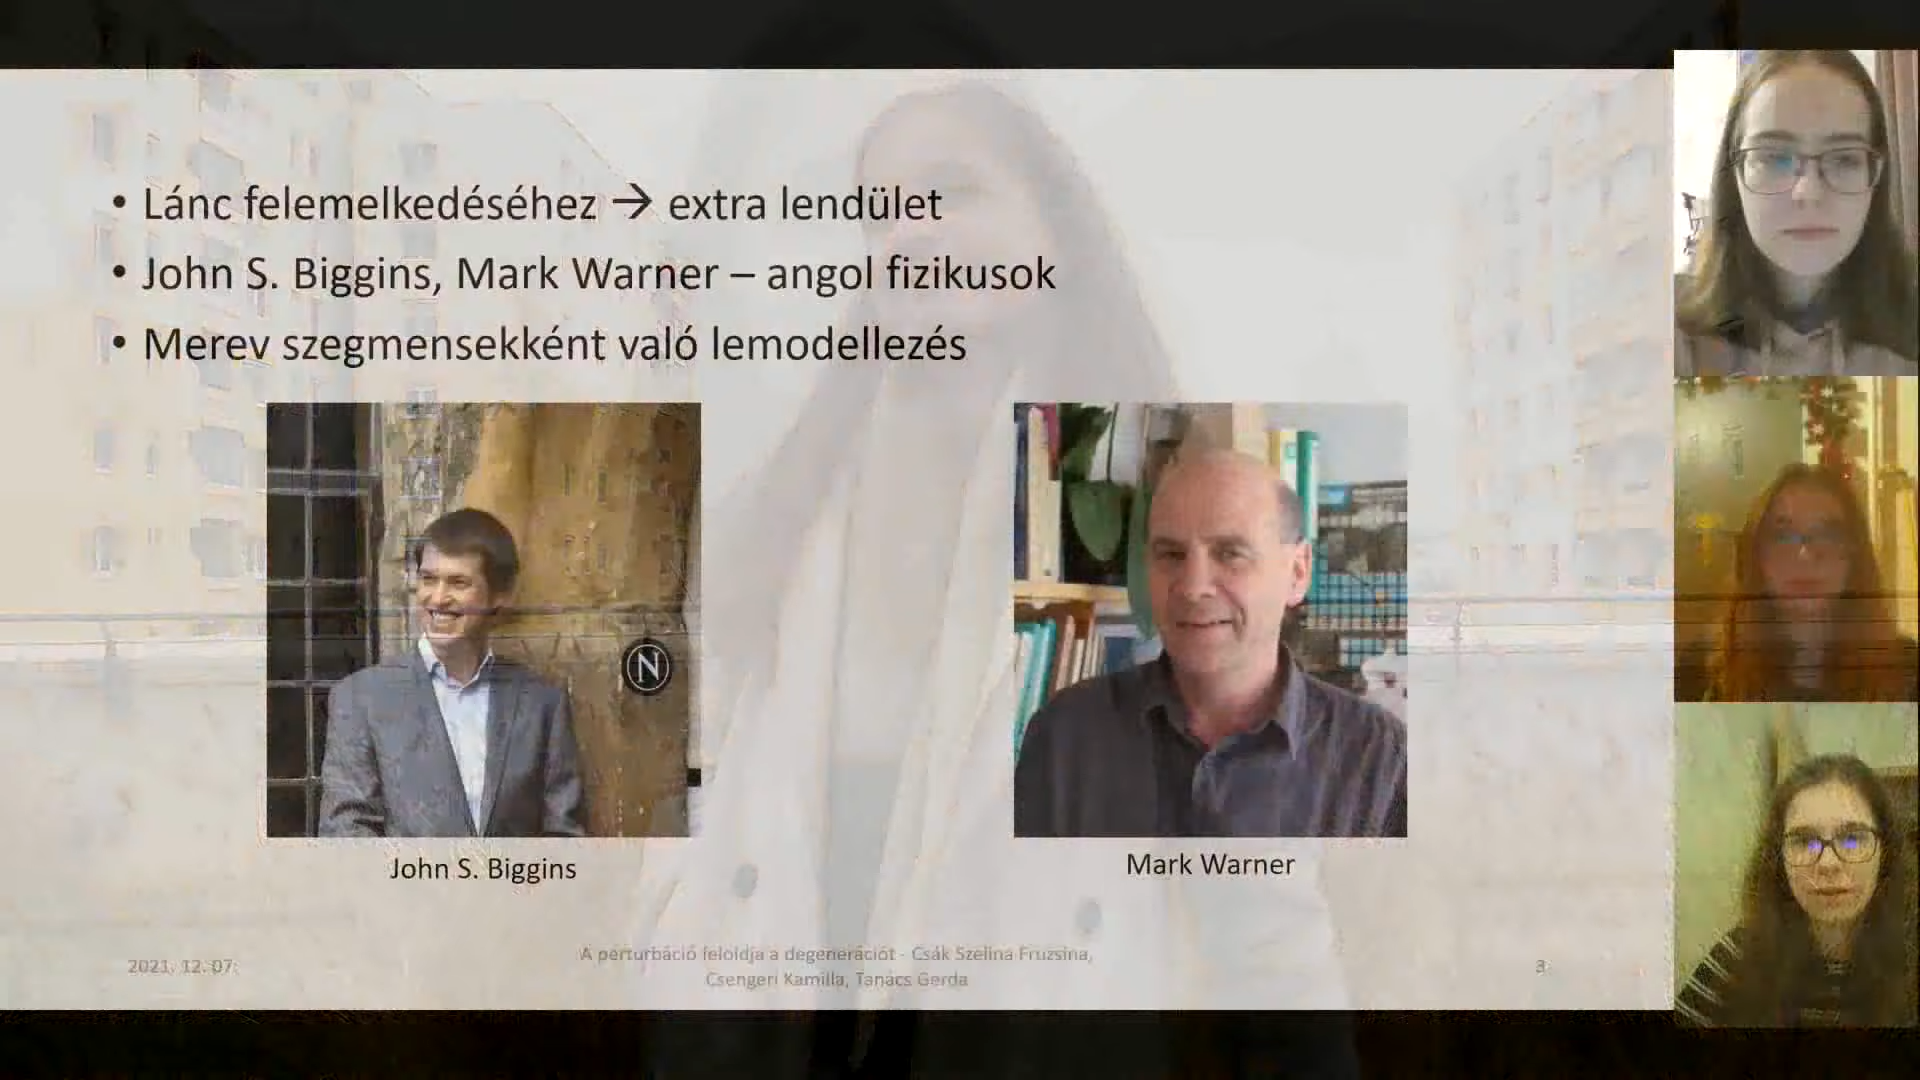 • Lánc felemelkedéséhez → extra lendület
• John S. Biggins, Mark Warner – angol fizikusok
• Merev szegmensekként való lemodellezés
N
John S. Biggins
Mark Warner
2021. 12. 07.
A perturbáció feloldja a degenerációt - Csák Szelina Fruzsina,
Csengeri Kamilla, Tanács Gerda
3